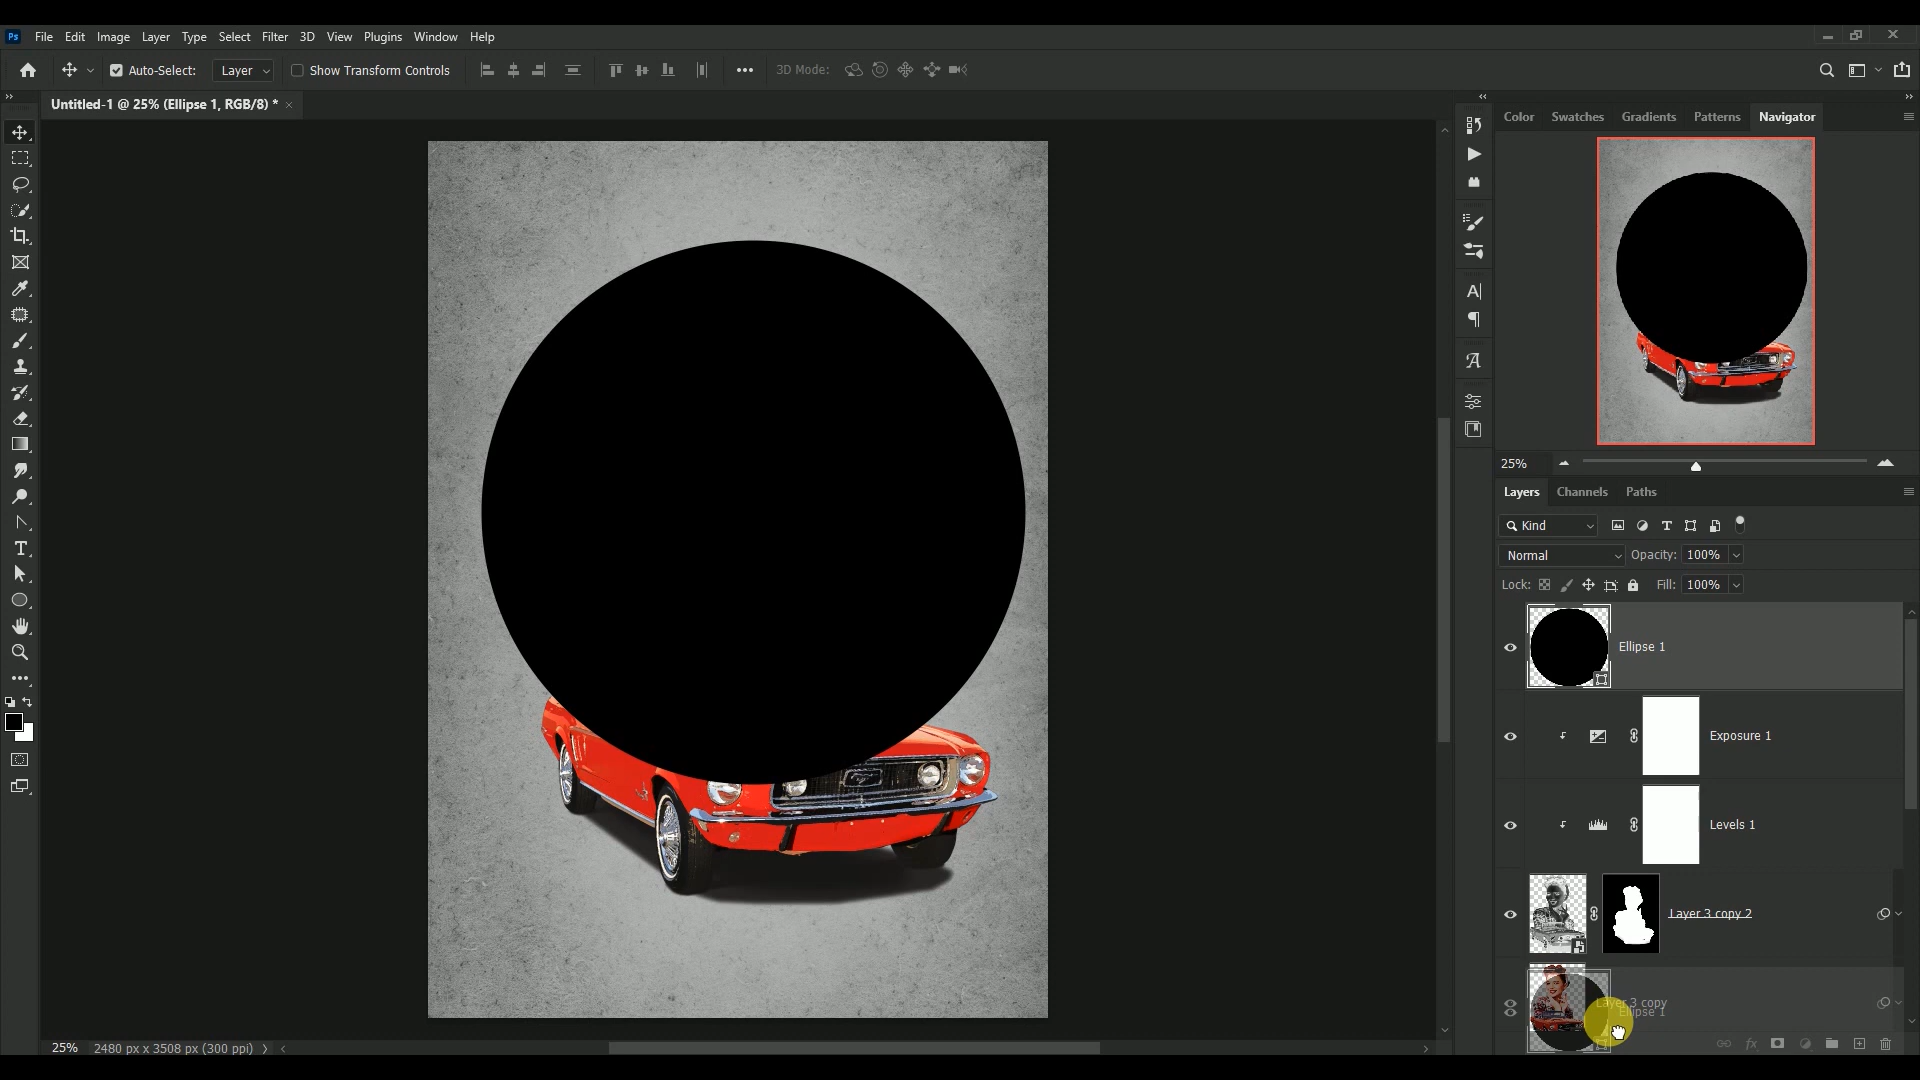 Ps File Edit Image Layer Type Select Filter 3D View Plugins Window Help
Auto-Select: Layer Show Transform Controls 3D Mode:
Untitled-1 @ 25% (Ellipse 1, RGB/8) *
Color Swatches Gradients Patterns Navigator
25%
Layers Channels Paths
Kind
Normal Opacity: 100%
Lock: Fill: 100%
Ellipse 1
Exposure 1
Levels 1
Layer 3 copy 2
Layer 3 copy
Ellipse 1
25% 2480 px x 3508 px (300 ppi)